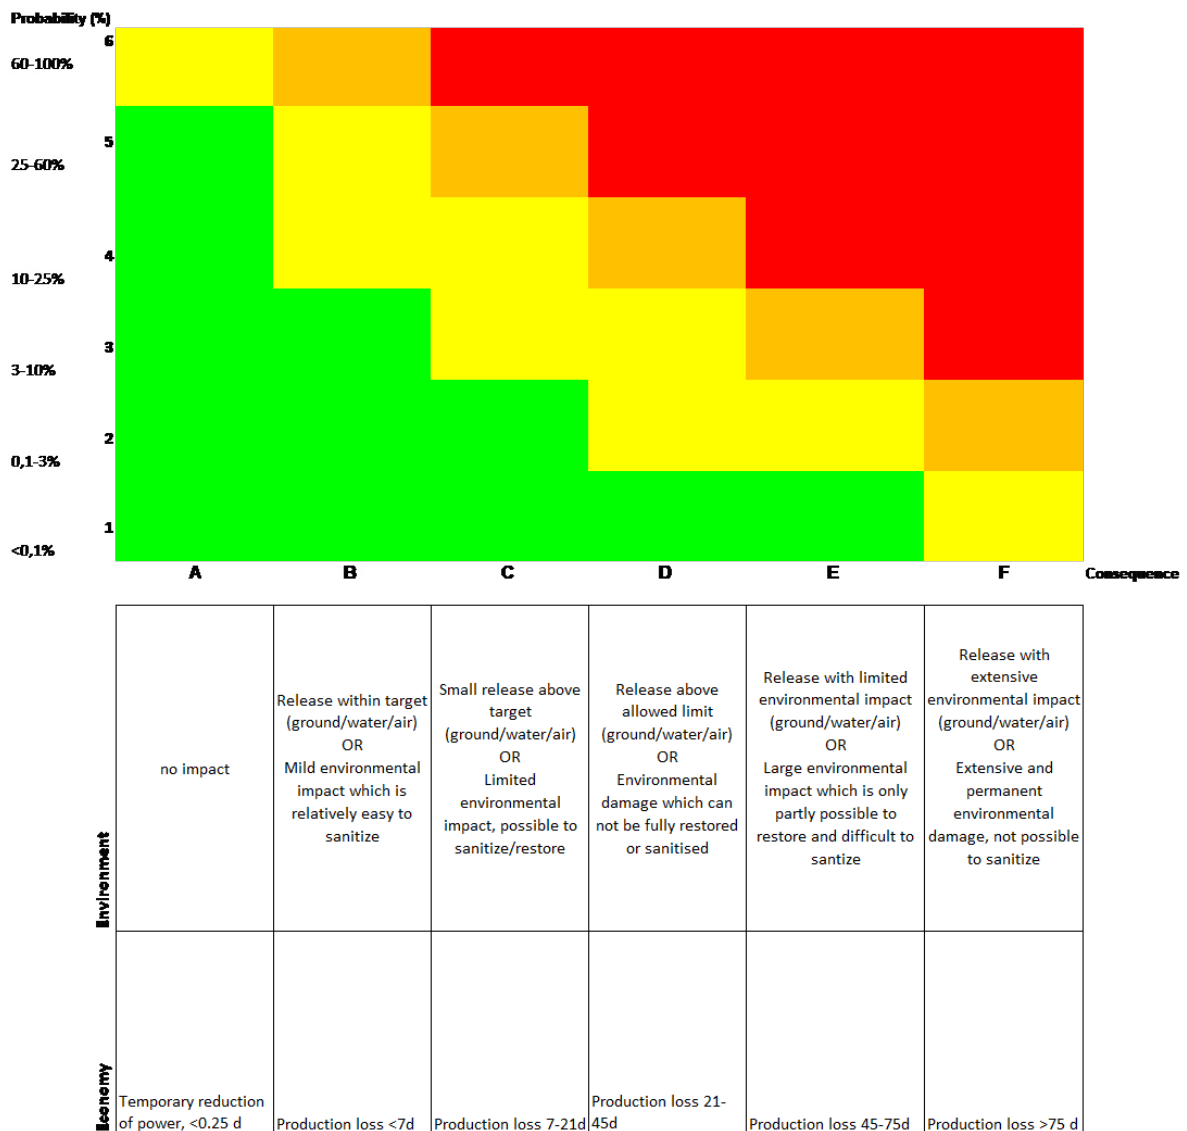 Probability (%)
6
60-100%
5
25-60%
4
10-25%
3
3-10%
2
0,1-3%
1
<0,1%
A B C D E F Consequence
Environment
no impact
Release within target
(ground/water/air)
OR
Mild environmental
impact which is
relatively easy to
sanitize
Small release above
target
(ground/water/air)
OR
Limited
environmental
impact, possible to
sanitize/restore
Release above
allowed limit
(ground/water/air)
OR
Environmental
damage which can
not be fully restored
or sanitised
Release with limited
environmental impact
(ground/water/air)
OR
Large environmental
impact which is only
partly possible to
restore and difficult to
santize
Release with
extensive
environmental impact
(ground/water/air)
OR
Extensive and
permanent
environmental
damage, not possible
to sanitize
Economy
Temporary reduction
of power, <0.25 d
Production loss <7d
Production loss 7-21d
Production loss 21-
45d
Production loss 45-75d
Production loss >75 d